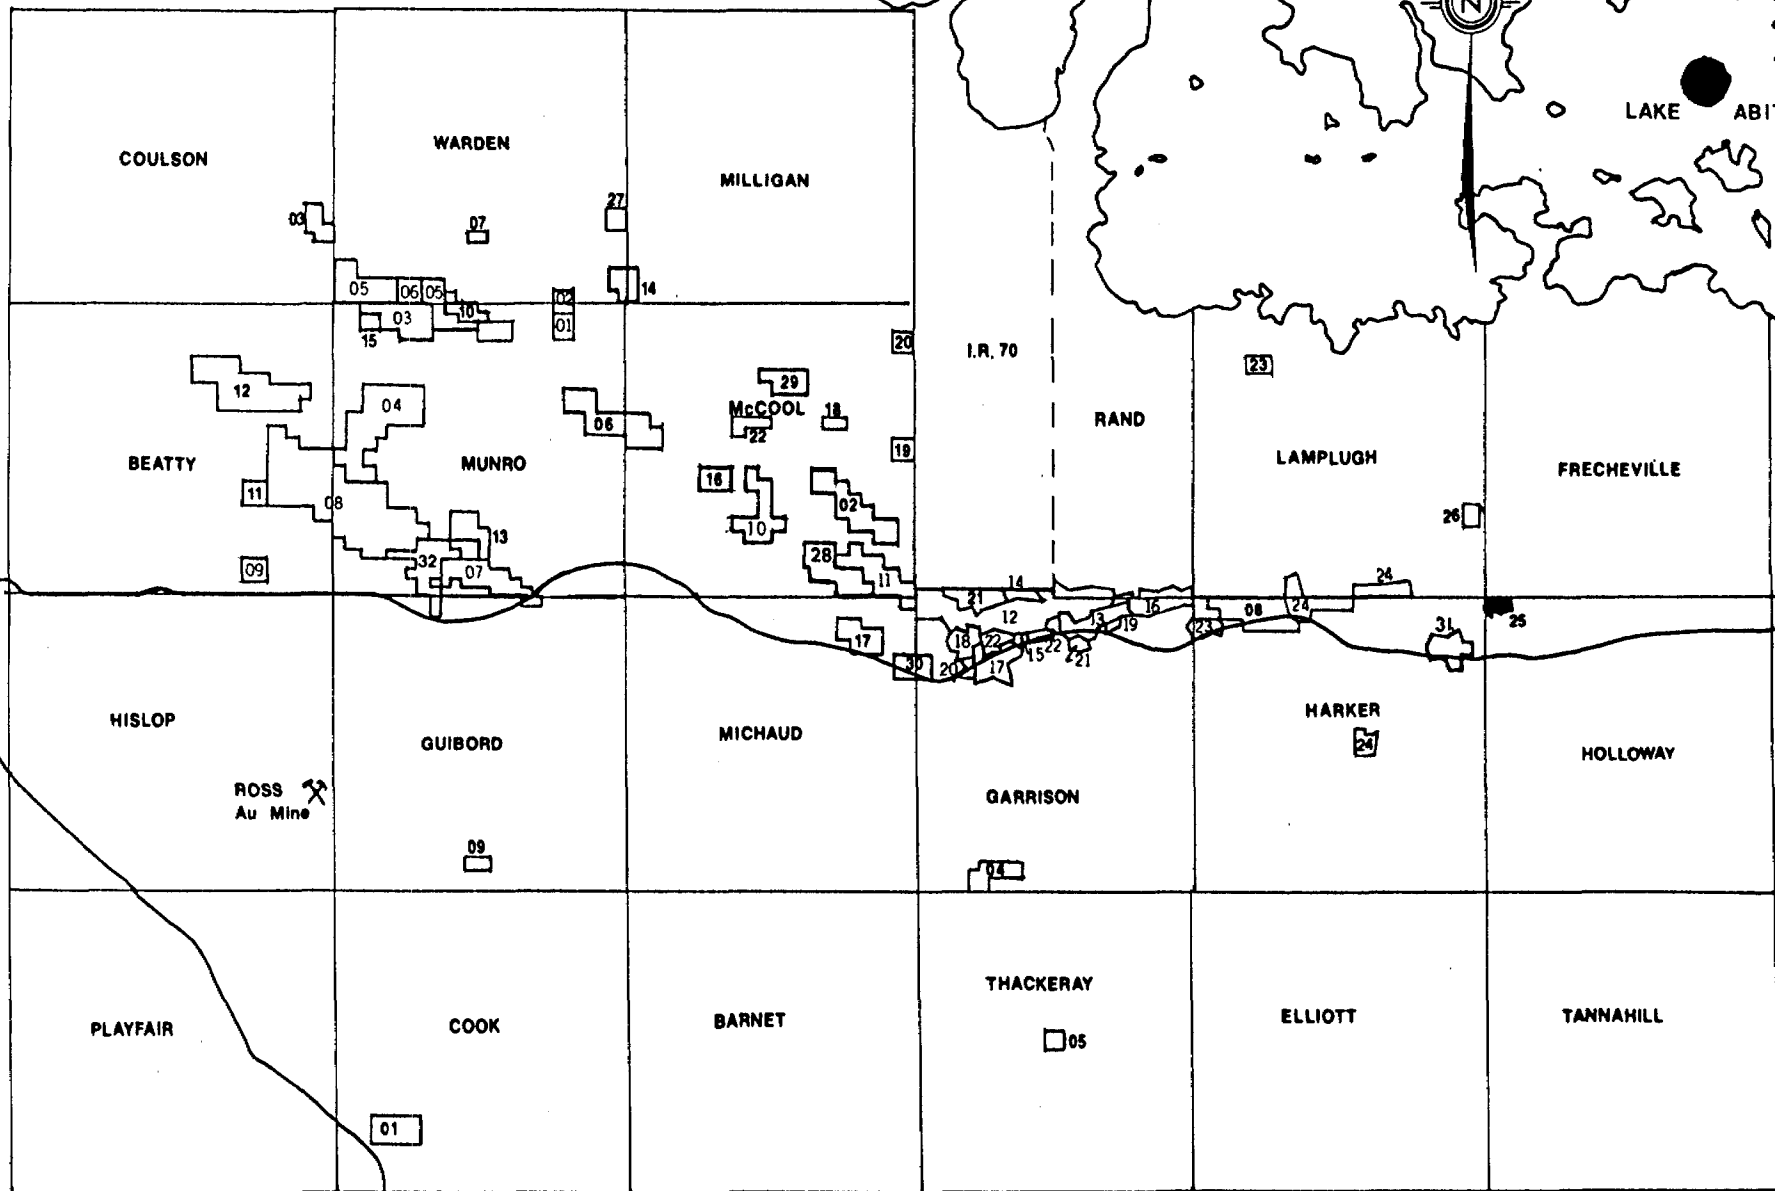 N
LAKE ABIT
COULSON
WARDEN
MILLIGAN
03
07
27
14
05
06
05
10
02
01
03
15
20
I.R. 70
23
12
04
29
McCOOL
18
22
06
19
RAND
BEATTY
MUNRO
LAMPLUGH
FRECHEVILLE
11
08
16
10
02
26
13
32
07
09
28
11
14
21
12
13
16
19
23
08
24
24
25
31
17
30
18
22
20
17
15
22
21
HISLOP
GUIBORD
MICHAUD
HARKER
24
HOLLOWAY
ROSS
Au Mine
GARRISON
09
04
THACKERAY
PLAYFAIR
COOK
BARNET
ELLIOTT
TANNAHILL
05
01